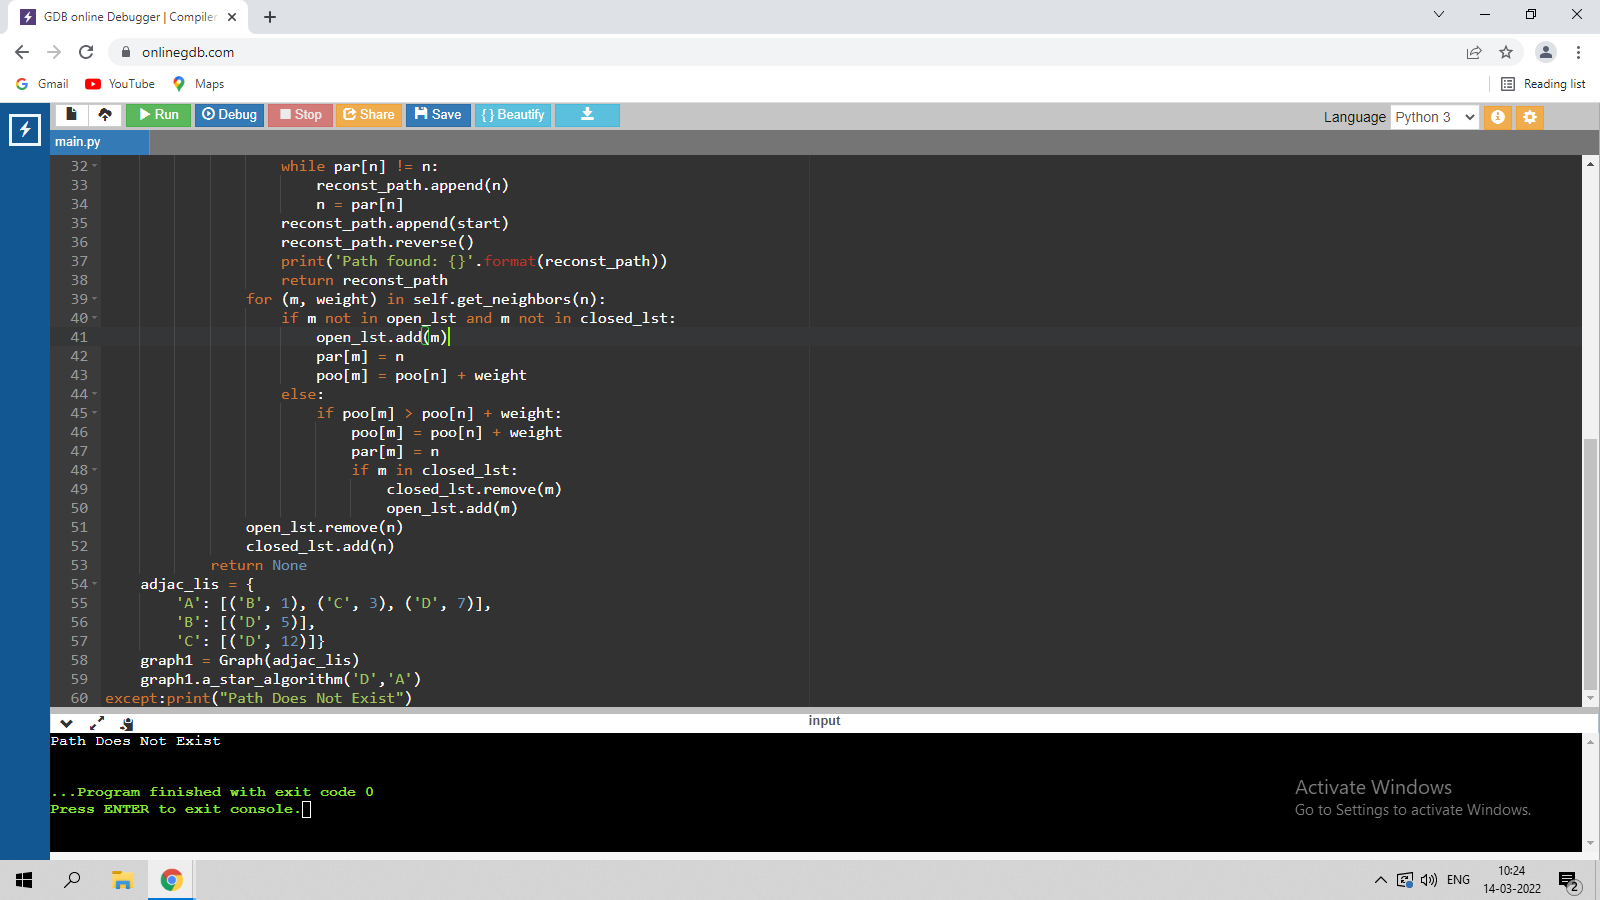 GDB online Debugger | Compiler
onlinegdb.com
Gmail YouTube Maps Reading list
Run Debug Stop Share Save { } Beautify Language Python 3
main.py
32 while par[n] != n:
33 reconst_path.append(n)
34 n = par[n]
35 reconst_path.append(start)
36 reconst_path.reverse()
37 print('Path found: {}'.format(reconst_path))
38 return reconst_path
39 for (m, weight) in self.get_neighbors(n):
40 if m not in open_lst and m not in closed_lst:
41 open_lst.add(m)
42 par[m] = n
43 poo[m] = poo[n] + weight
44 else:
45 if poo[m] > poo[n] + weight:
46 poo[m] = poo[n] + weight
47 par[m] = n
48 if m in closed_lst:
49 closed_lst.remove(m)
50 open_lst.add(m)
51 open_lst.remove(n)
52 closed_lst.add(n)
53 return None
54 adjac_lis = {
55 'A': [('B', 1), ('C', 3), ('D', 7)],
56 'B': [('D', 5)],
57 'C': [('D', 12)]}
58 graph1 = Graph(adjac_lis)
59 graph1.a_star_algorithm('D','A')
60 except:print("Path Does Not Exist")
input
Path Does Not Exist
...Program finished with exit code 0
Press ENTER to exit console.
Activate Windows
Go to Settings to activate Windows.
ENG 10:24
14-03-2022 2